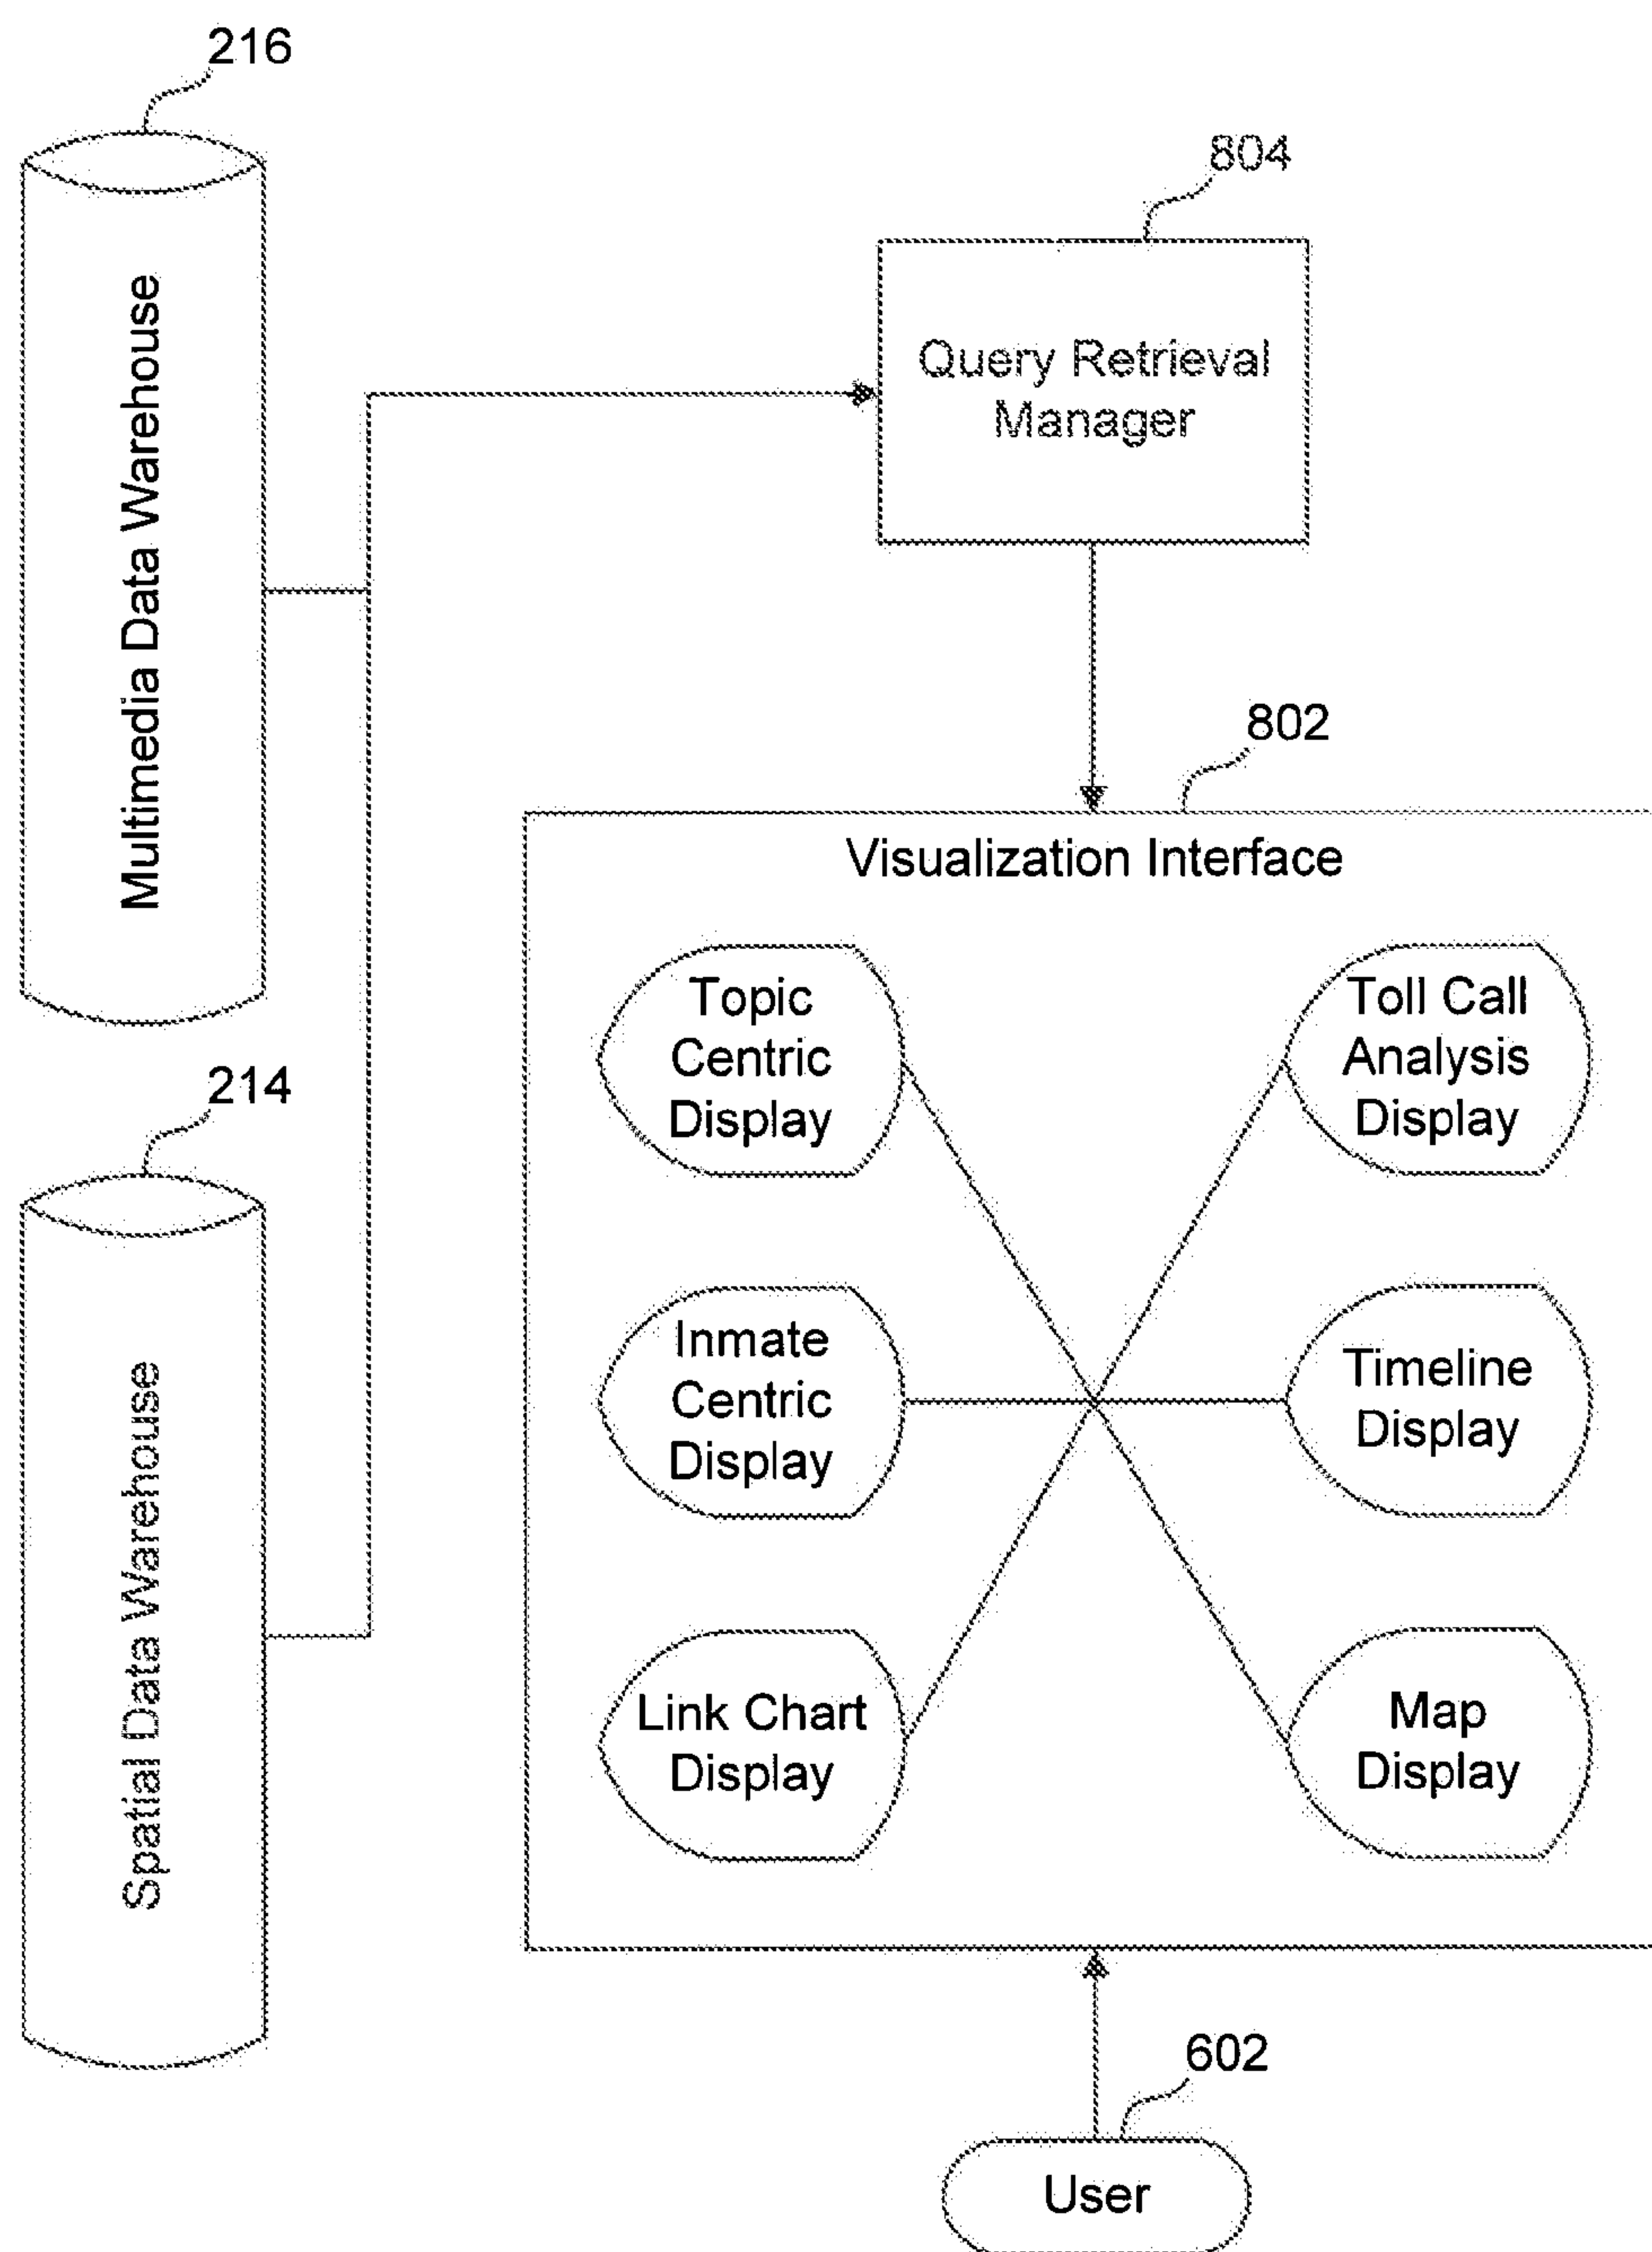 216
Multimedia Data Warehouse
804
Query Retrieval
Manager
802
Visualization Interface
Topic
Centric
Display
Toll Call
Analysis
Display
214
Spatial Data Warehouse
Inmate
Centric
Display
Timeline
Display
Link Chart
Display
Map
Display
602
User